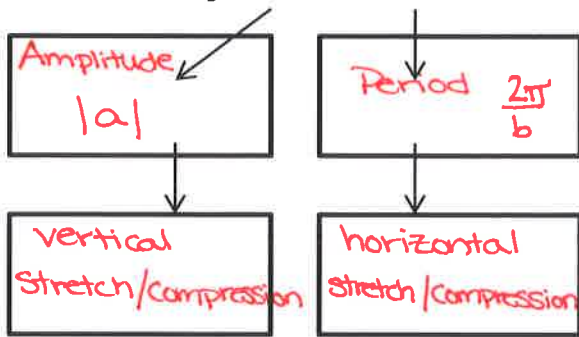 Amplitude
|a|
Period 2π/b
vertical
stretch/compression
horizontal
stretch/compression